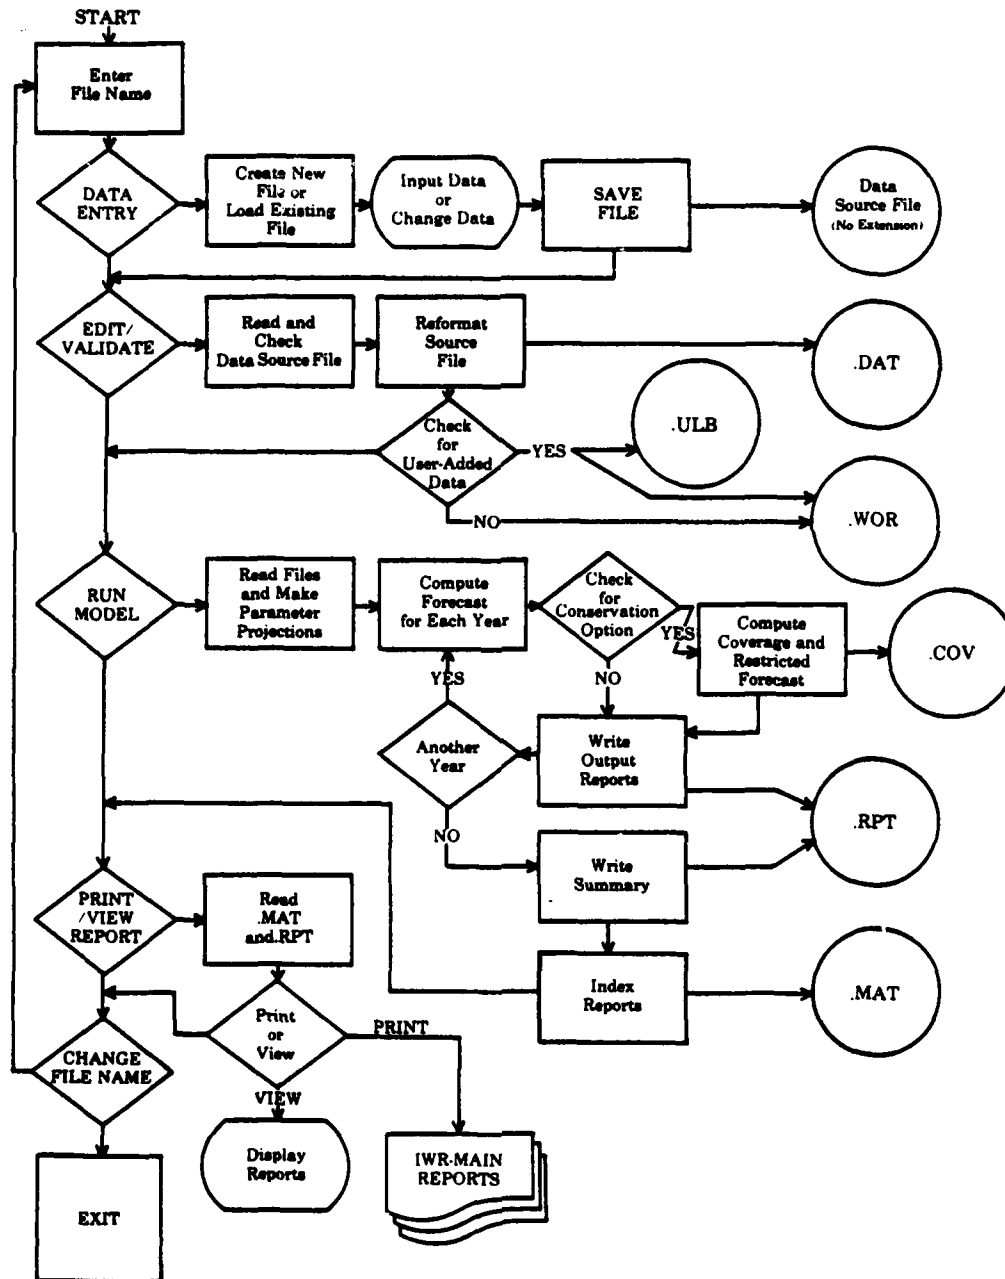 START
Enter
File Name
DATA
ENTRY
Create New
File or
Load Existing
File
Input Data
or
Change Data
SAVE
FILE
Data
Source File
(No Extension)
EDIT/
VALIDATE
Read and
Check
Data Source File
Reformat
Source
File
.DAT
Check
for
User-Added
Data
YES
.ULB
NO
.WOR
RUN
MODEL
Read Files
and Make
Parameter
Projections
Compute
Forecast
for Each Year
Check
for
Conservation
Option
YES
Compute
Coverage and
Restricted
Forecast
.COV
YES
NO
Another
Year
Write
Output
Reports
.RPT
NO
Write
Summary
PRINT
/VIEW
REPORT
Read
.MAT
and.RPT
Index
Reports
.MAT
Print
or
View
PRINT
CHANGE
FILE NAME
VIEW
Display
Reports
IWR-MAIN
REPORTS
EXIT